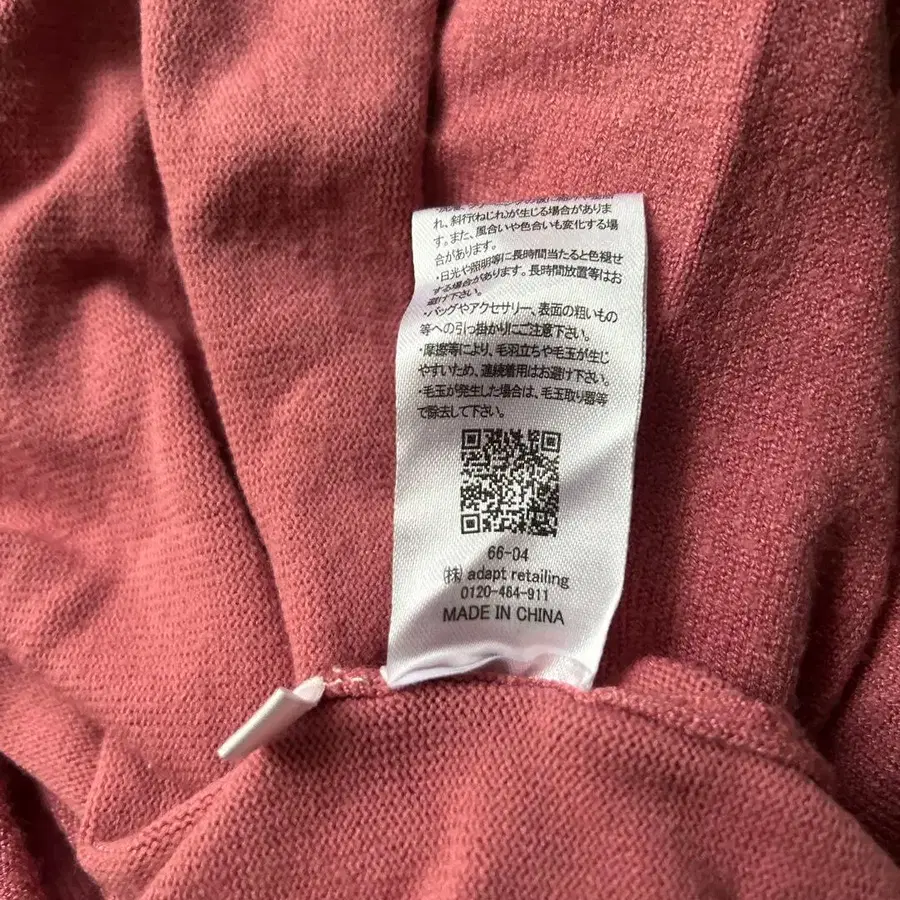 れ、斜行(ねじれ)が生じる場合がありま
す。また、風合いや色合いも変化する場
合があります。
・日光や照明等に長時間当たると色褪せ
する場合があります。長時間放置等はお
避け下さい。
・バッグやアクセサリー、表面の粗いもの
等への引っ掛かりにご注意下さい。
・摩擦等により、毛羽立ちや毛玉が生じ
やすいため、連続着用はお避け下さい。
・毛玉が発生した場合は、毛玉取り器等
で除去して下さい。
66-04
(株) adapt retailing
0120-464-911
MADE IN CHINA